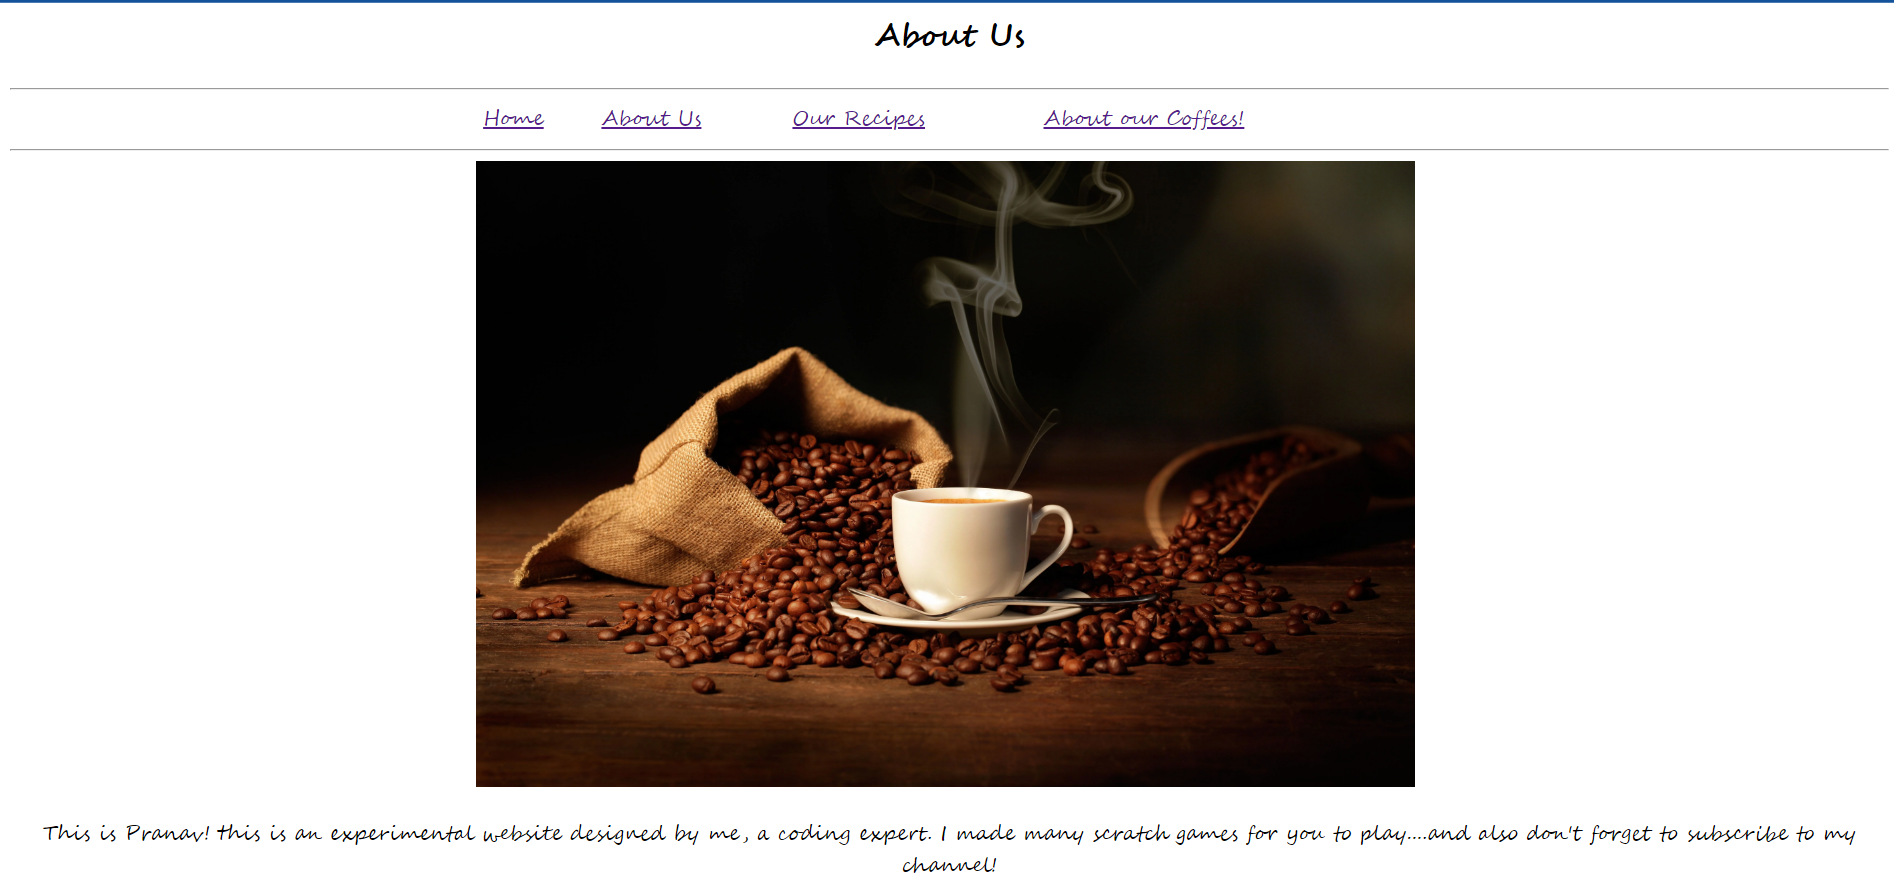 About Us
Home About Us Our Recipes About our Coffees!
This is Pranav! this is an experimental website designed by me, a coding expert. I made many scratch games for you to play....and also don't forget to subscribe to my
channel!